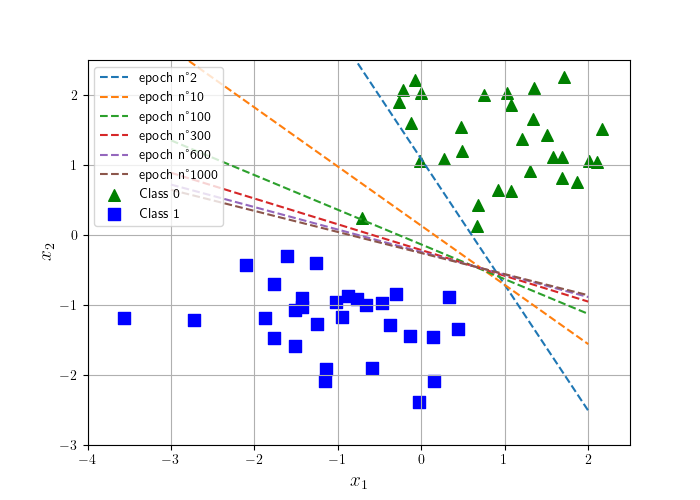 epoch n°2
epoch n°10
epoch n°100
epoch n°300
epoch n°600
epoch n°1000
Class 0
Class 1
2
1
0
−1
−2
−3
x₂
−4 −3 −2 −1 0 1 2
x₁